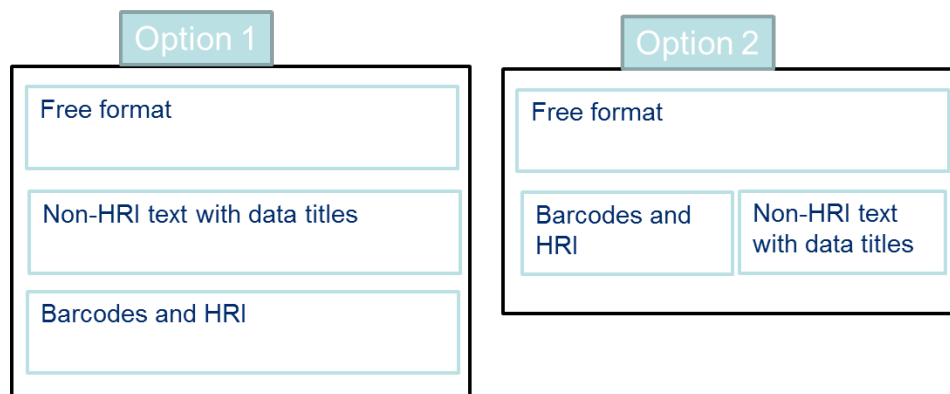 Option 1
Free format
Non-HRI text with data titles
Barcodes and HRI
Option 2
Free format
Barcodes and
HRI
Non-HRI text
with data titles